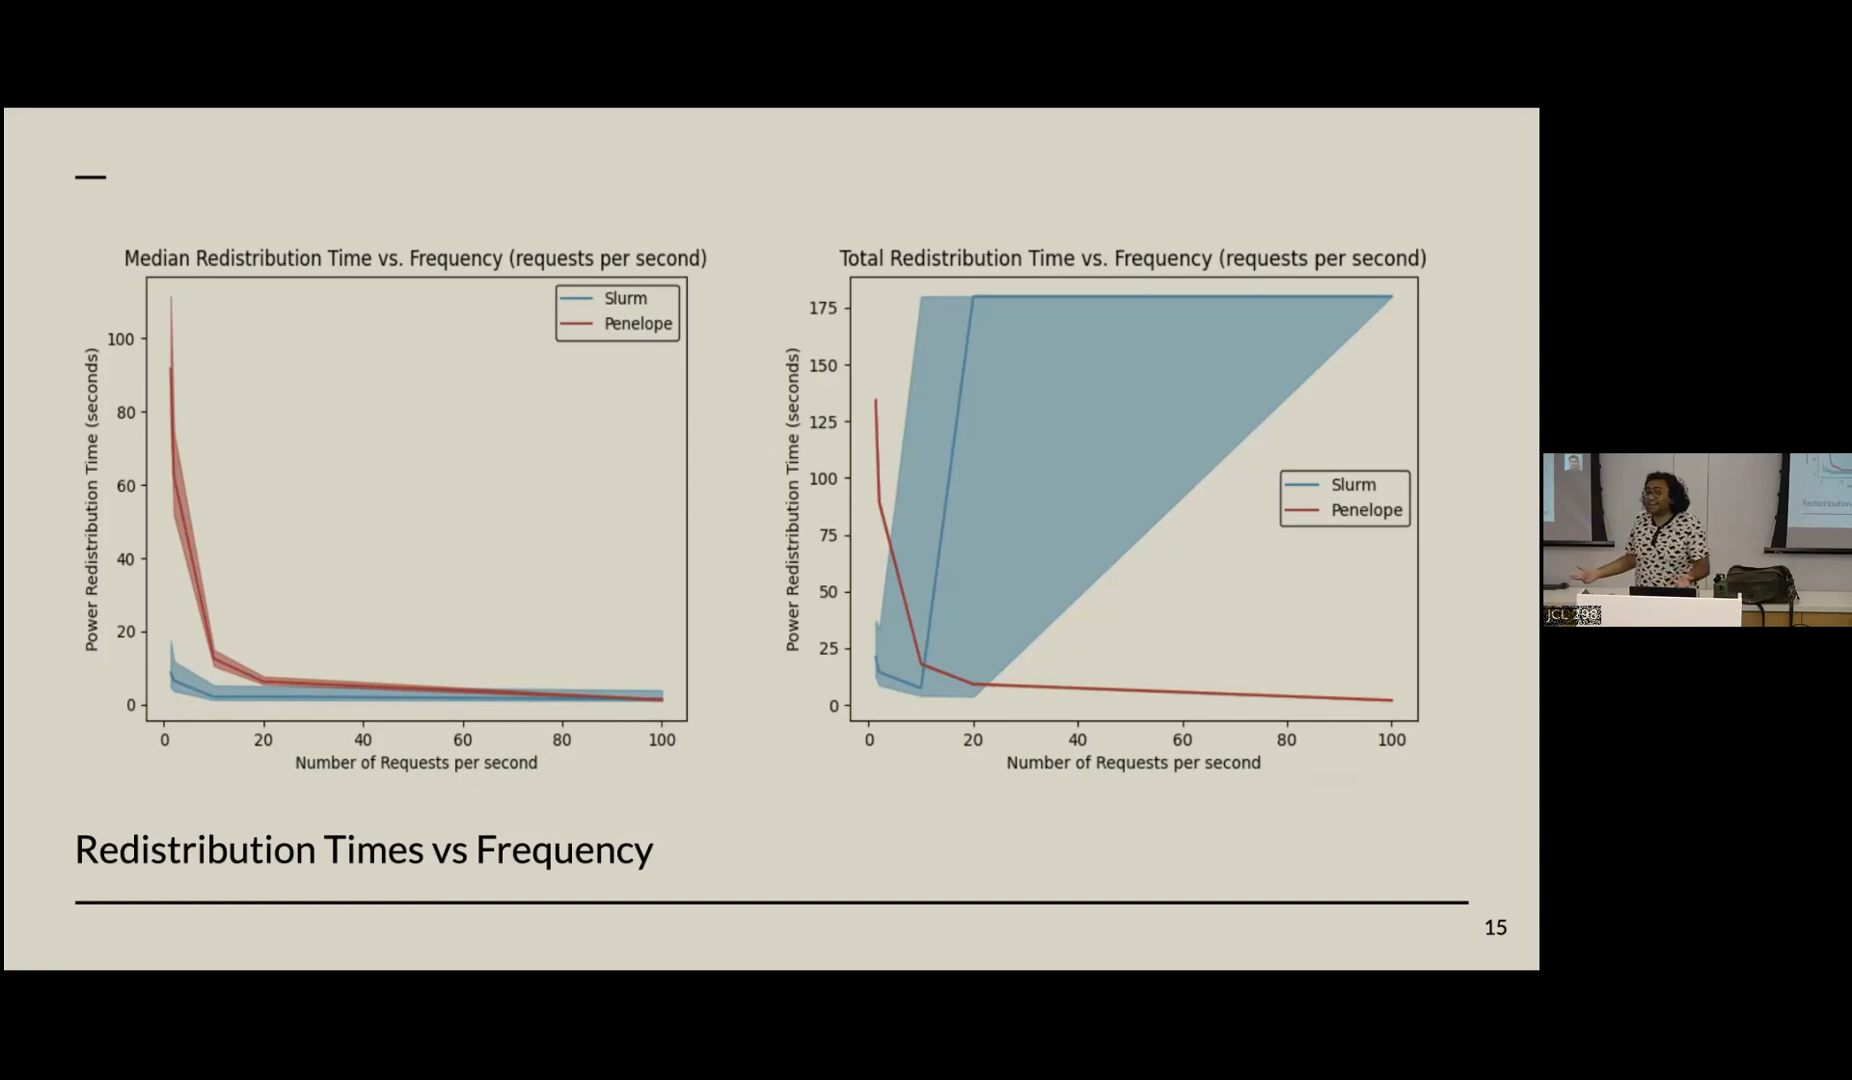 Median Redistribution Time vs. Frequency (requests per second)
Slurm
Penelope
100
80
60
40
20
0
Power Redistribution Time (seconds)
0 20 40 60 80 100
Number of Requests per second
Total Redistribution Time vs. Frequency (requests per second)
175
150
125
100
75
50
25
0
Power Redistribution Time (seconds)
Slurm
Penelope
0 20 40 60 80 100
Number of Requests per second
Redistribution Times vs Frequency
15
Redistribution
JCL 298